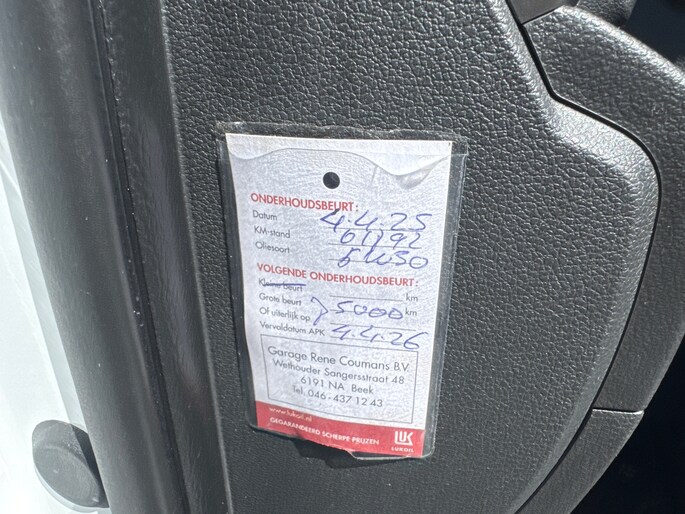 ONDERHOUDSBEURT:
Datum 4.4.25
KM-stand 61192
Oliesoort 5W30
VOLGENDE ONDERHOUDSBEURT:
Kleine beurt km
Grote beurt 5000 km
Of uiterlijk op
Vervaldatum APK 4.4.26
Garage Rene Coumans B.V.
Wethouder Sangersstraat 48
6191 NA Beek
Tel. 046-437 12 43
www.lukoil.nl
GEGARANDEERD SCHERPE PRIJZEN
LUK
LUKOIL